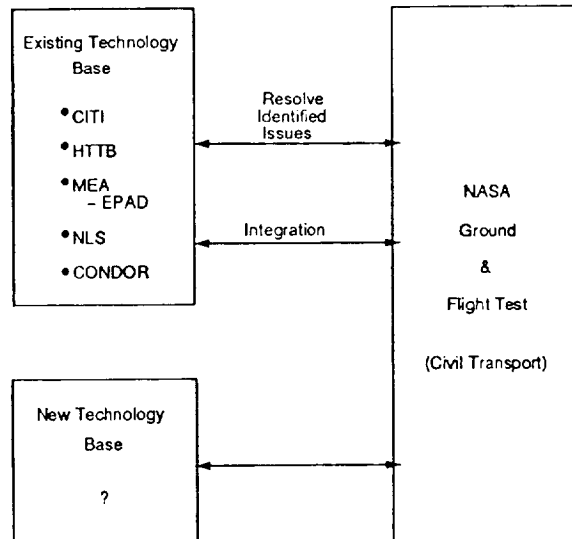 Existing Technology
Base
• CITI
• HTTB
• MEA
– EPAD
• NLS
• CONDOR
Resolve
Identified
Issues
Integration
NASA
Ground
&
Flight Test
(Civil Transport)
New Technology
Base
?